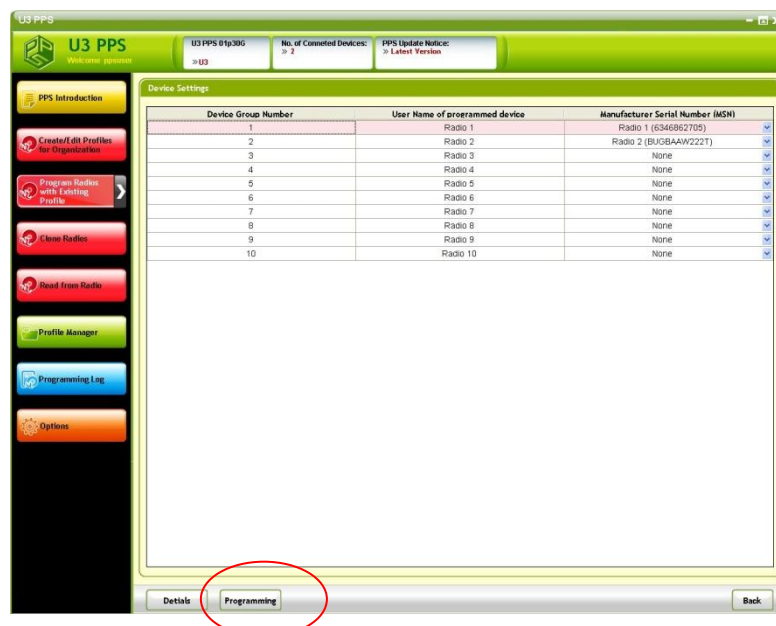 U3 PPS
U3 PPS
Welcome ppsuser
U3 PPS 01p30G
»U3
No. of Conneted Devices:
» 2
PPS Update Notice:
» Latest Version
PPS Introduction
Create/Edit Profiles
for Organization
Program Radios
with Existing
Profile
Clone Radios
Read from Radio
Profile Manager
Programming Log
Options
Device Settings
Device Group Number User Name of programmed device Manufacturer Serial Number (MSN)
1 Radio 1 Radio 1 (6346862705)
2 Radio 2 Radio 2 (BUGBAAW222T)
3 Radio 3 None
4 Radio 4 None
5 Radio 5 None
6 Radio 6 None
7 Radio 7 None
8 Radio 8 None
9 Radio 9 None
10 Radio 10 None
Detials Programming Back